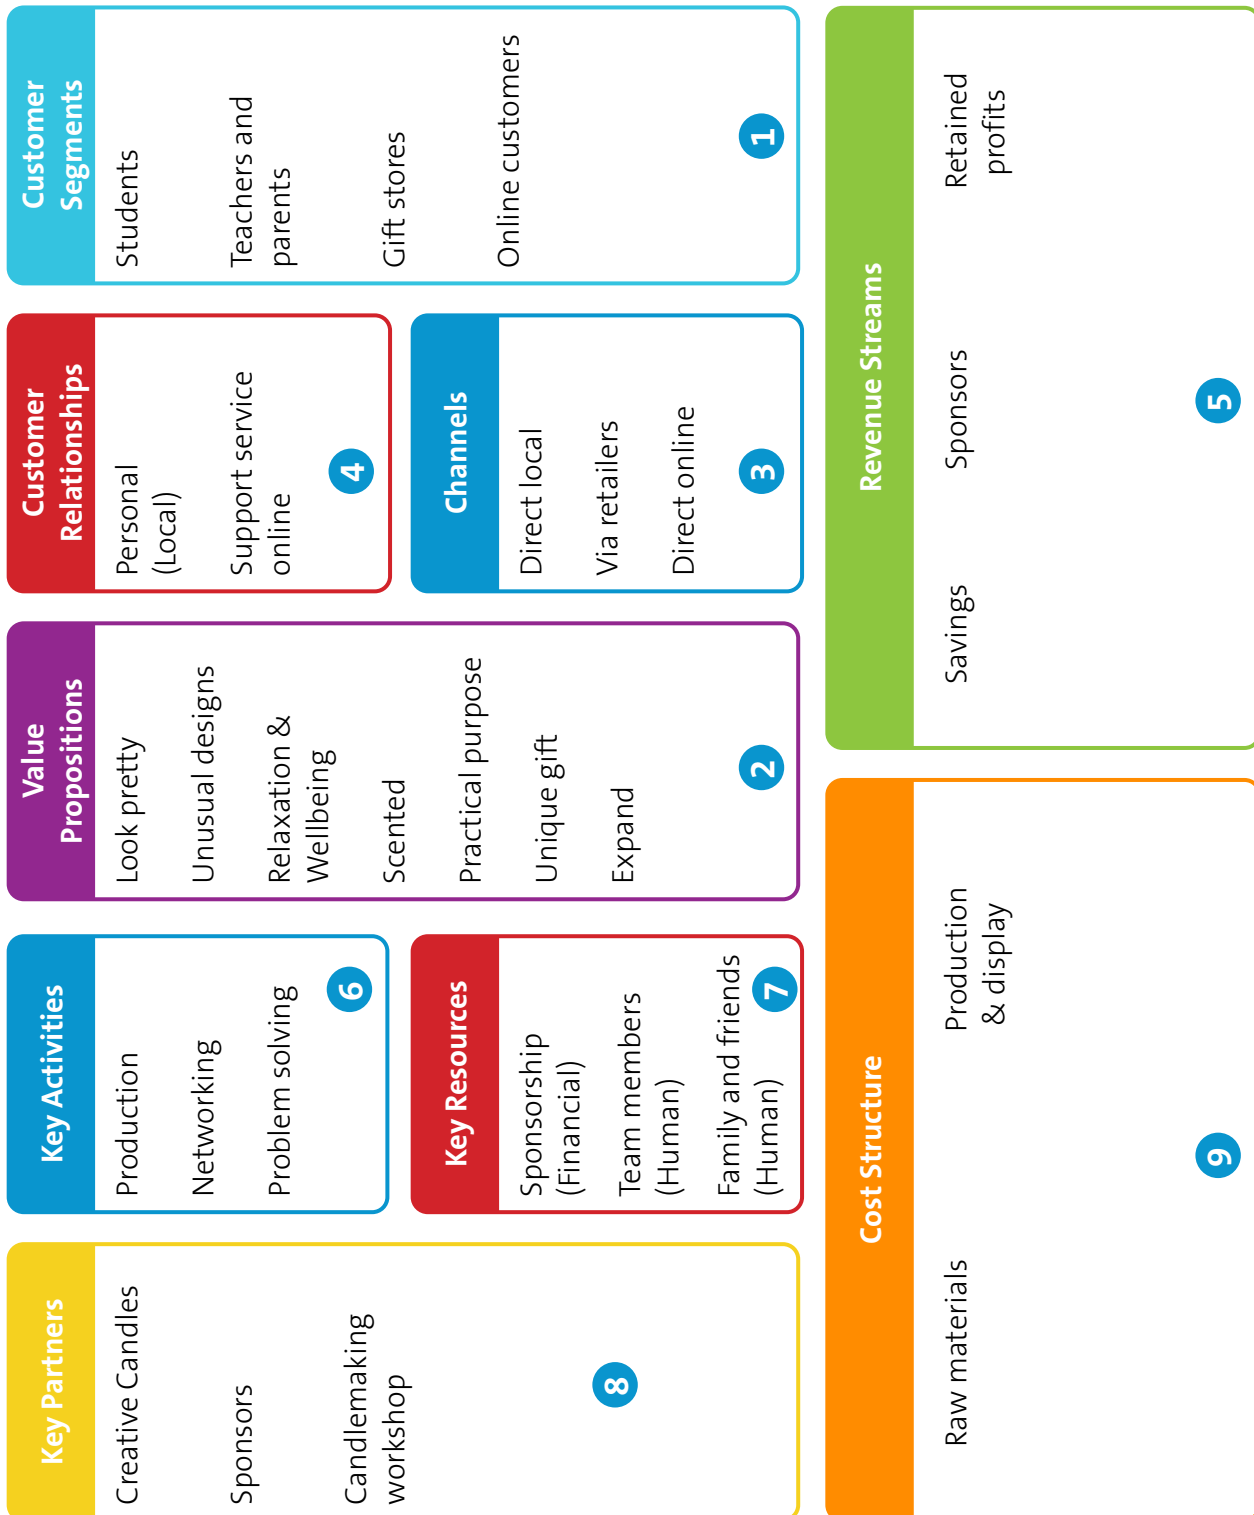 Key Partners
Creative Candles
Sponsors
Candlemaking
workshop
8
Key Activities
Production
Networking
Problem solving
6
Key Resources
Sponsorship
(Financial)
Team members
(Human)
Family and friends
(Human)
7
Value
Propositions
Look pretty
Unusual designs
Relaxation &
Wellbeing
Scented
Practical purpose
Unique gift
Expand
2
Customer
Relationships
Personal
(Local)
Support service
online
4
Channels
Direct local
Via retailers
Direct online
3
Customer
Segments
Students
Teachers and
parents
Gift stores
Online customers
1
Cost Structure
Raw materials
Production
& display
9
Revenue Streams
Savings
Sponsors
Retained
profits
5